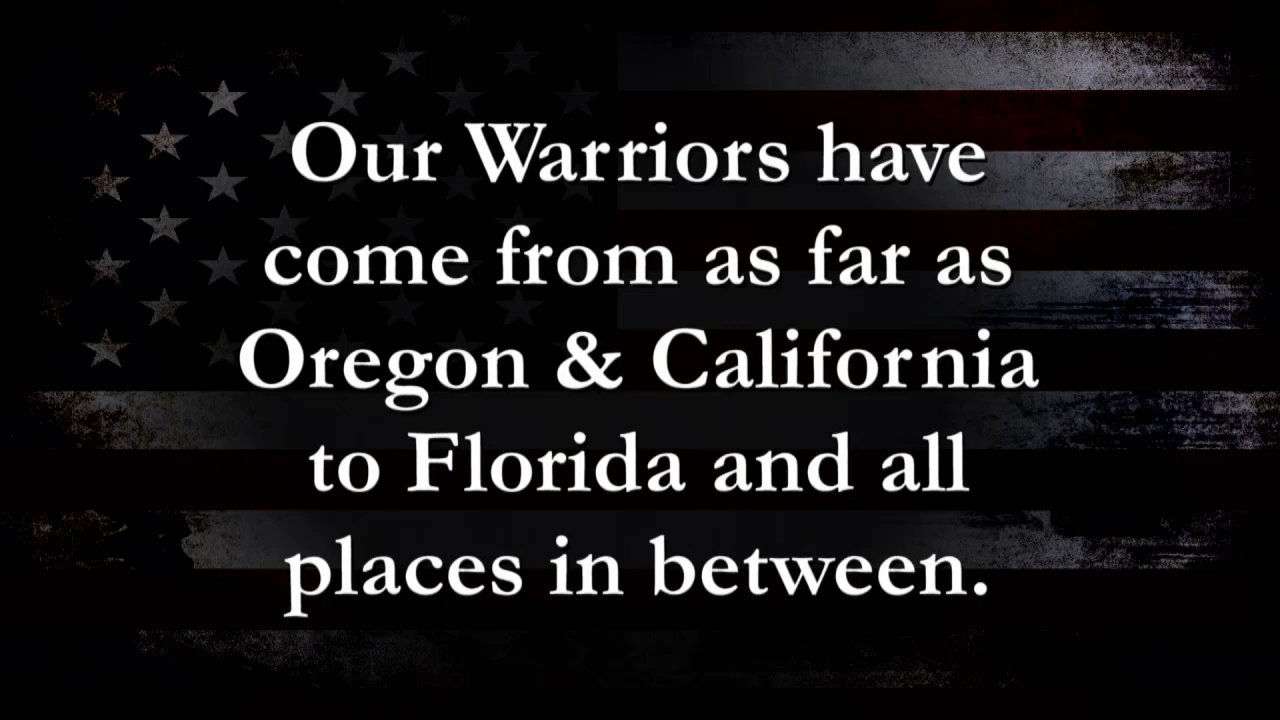 Our Warriors have
come from as far as
Oregon & California
to Florida and all
places in between.